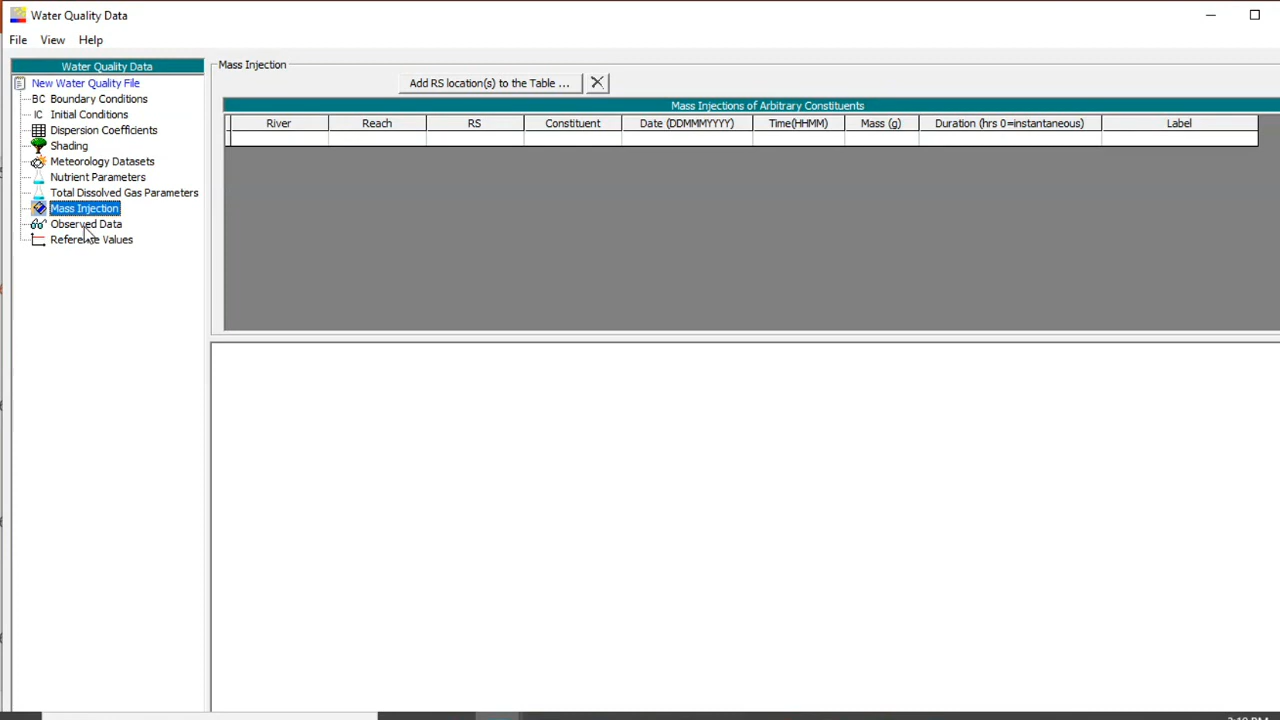 Water Quality Data
File View Help
Water Quality Data
New Water Quality File
BC Boundary Conditions
IC Initial Conditions
Dispersion Coefficients
Shading
Meteorology Datasets
Nutrient Parameters
Total Dissolved Gas Parameters
Mass Injection
Observed Data
Reference Values
Mass Injection
Add RS location(s) to the Table ...
Mass Injections of Arbitrary Constituents
River Reach RS Constituent Date (DDMMMYYYY) Time(HHMM) Mass (g) Duration (hrs 0=instantaneous) Label